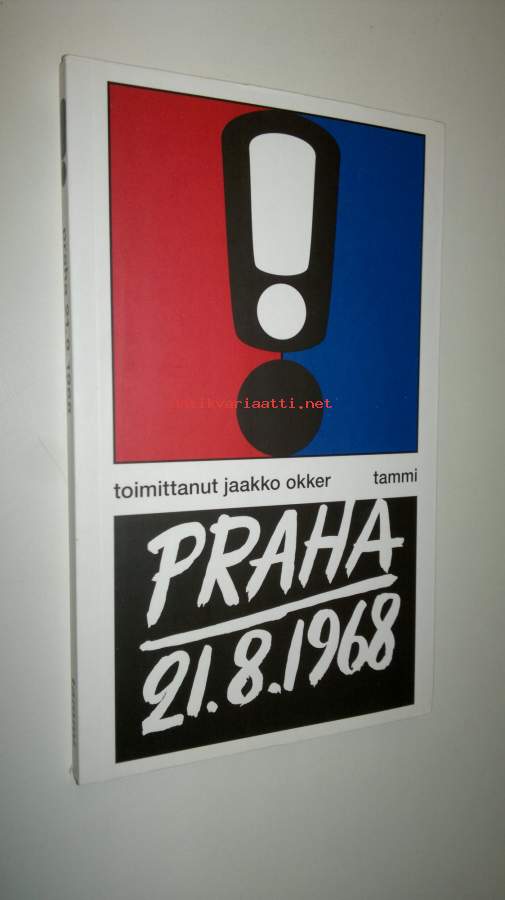 antikvariaatti.net
toimittanut jaakko okker tammi
PRAHA
21.8.1968